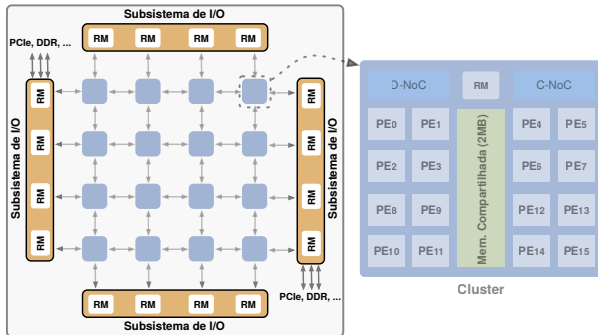 Subsistema de I/O
RM RM RM RM
PCIe, DDR, ...
Subsistema de I/O
RM
RM
RM
RM
RM
RM
RM
RM
Subsistema de I/O
PCIe, DDR, ...
RM RM RM RM
Subsistema de I/O
D-NoC RM C-NoC
PE0 PE1 PE4 PE5
PE2 PE3 PE6 PE7
PE8 PE9 PE12 PE13
PE10 PE11 PE14 PE15
Mem. Compartilhada (2MB)
Cluster